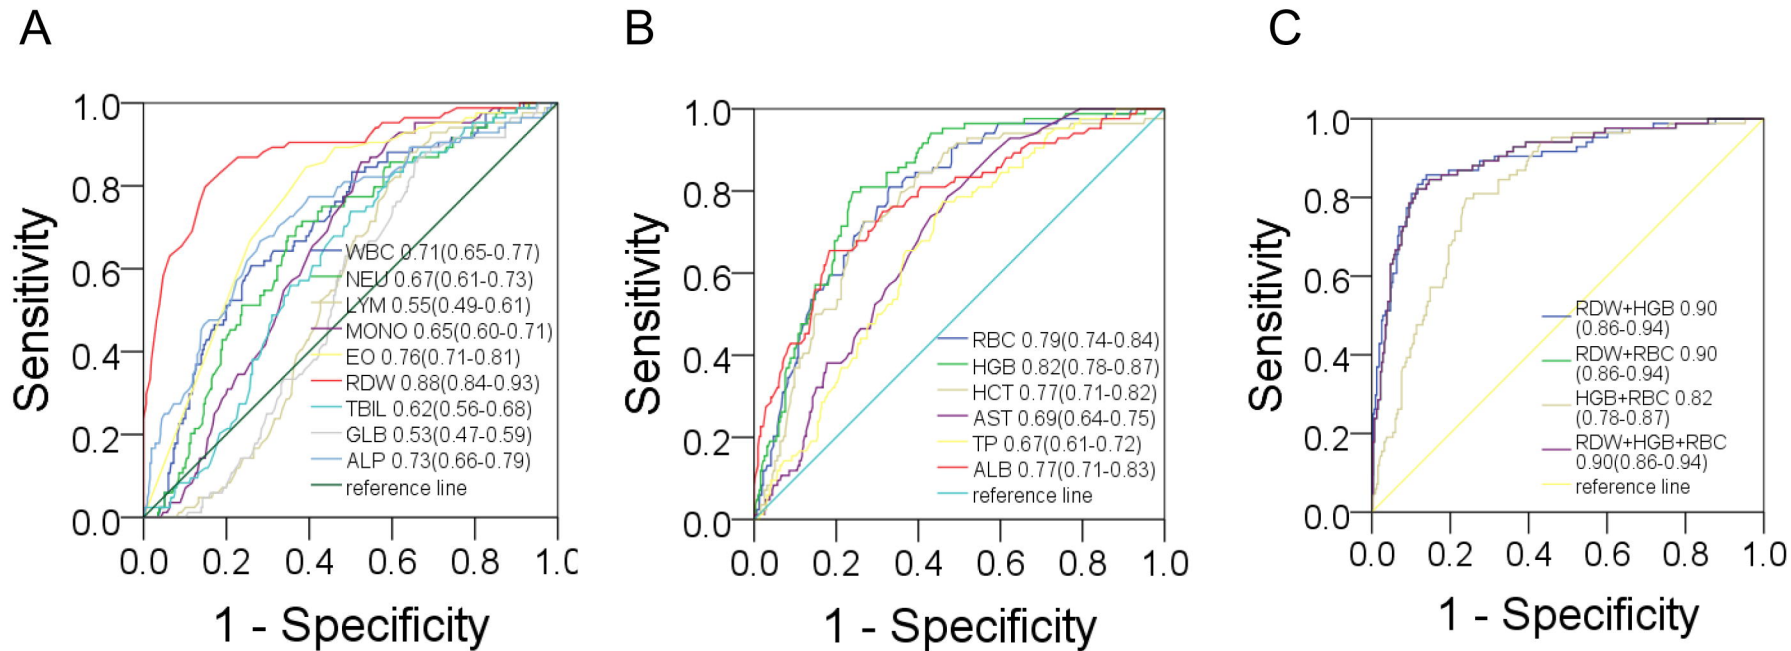 A
Sensitivity
1.0
0.8
0.6
0.4
0.2
0.0
WBC 0.71(0.65-0.77)
NEU 0.67(0.61-0.73)
LYM 0.55(0.49-0.61)
MONO 0.65(0.60-0.71)
EO 0.76(0.71-0.81)
RDW 0.88(0.84-0.93)
TBIL 0.62(0.56-0.68)
GLB 0.53(0.47-0.59)
ALP 0.73(0.66-0.79)
reference line
0.0 0.2 0.4 0.6 0.8 1.0
1 - Specificity
B
Sensitivity
1.0
0.8
0.6
0.4
0.2
0.0
RBC 0.79(0.74-0.84)
HGB 0.82(0.78-0.87)
HCT 0.77(0.71-0.82)
AST 0.69(0.64-0.75)
TP 0.67(0.61-0.72)
ALB 0.77(0.71-0.83)
reference line
0.0 0.2 0.4 0.6 0.8 1.0
1 - Specificity
C
Sensitivity
1.0
0.8
0.6
0.4
0.2
0.0
RDW+HGB 0.90
(0.86-0.94)
RDW+RBC 0.90
(0.86-0.94)
HGB+RBC 0.82
(0.78-0.87)
RDW+HGB+RBC
0.90(0.86-0.94)
reference line
0.0 0.2 0.4 0.6 0.8 1.0
1 - Specificity